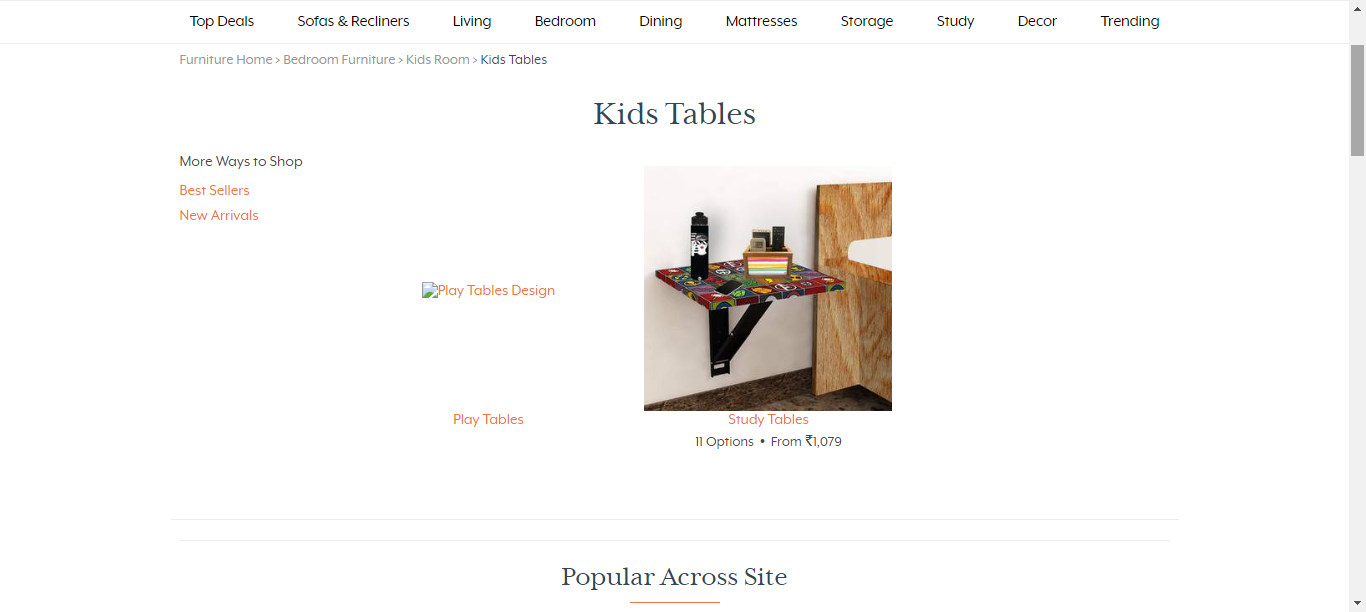 Top Deals Sofas & Recliners Living Bedroom Dining Mattresses Storage Study Decor Trending
Furniture Home > Bedroom Furniture > Kids Room > Kids Tables
Kids Tables
More Ways to Shop
Best Sellers
New Arrivals
Play Tables Design
Play Tables
Study Tables
11 Options • From ₹1,079
Popular Across Site